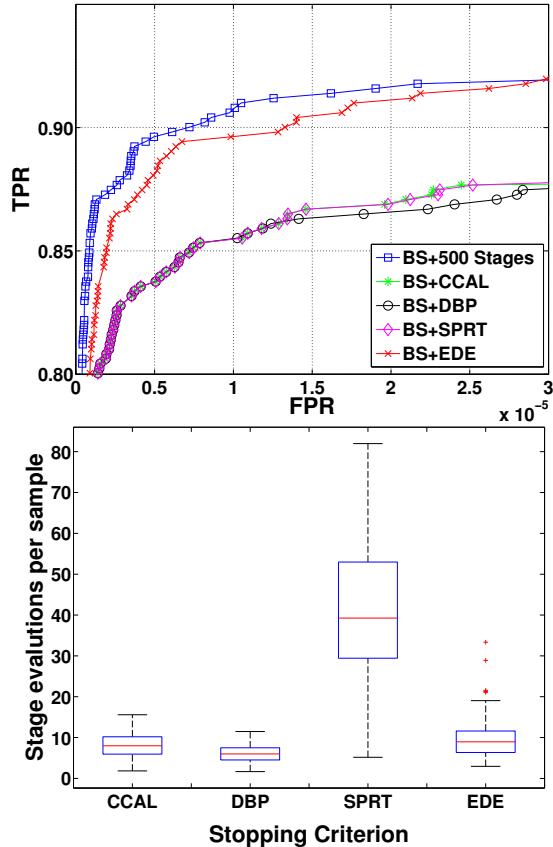 TPR
0.90
0.85
0.80
BS+500 Stages
BS+CCAL
BS+DBP
BS+SPRT
BS+EDE
0 0.5 1 1.5 2 2.5 3
FPR
x 10⁻⁵
Stage evalutions per sample
80
70
60
50
40
30
20
10
0
CCAL DBP SPRT EDE
Stopping Criterion